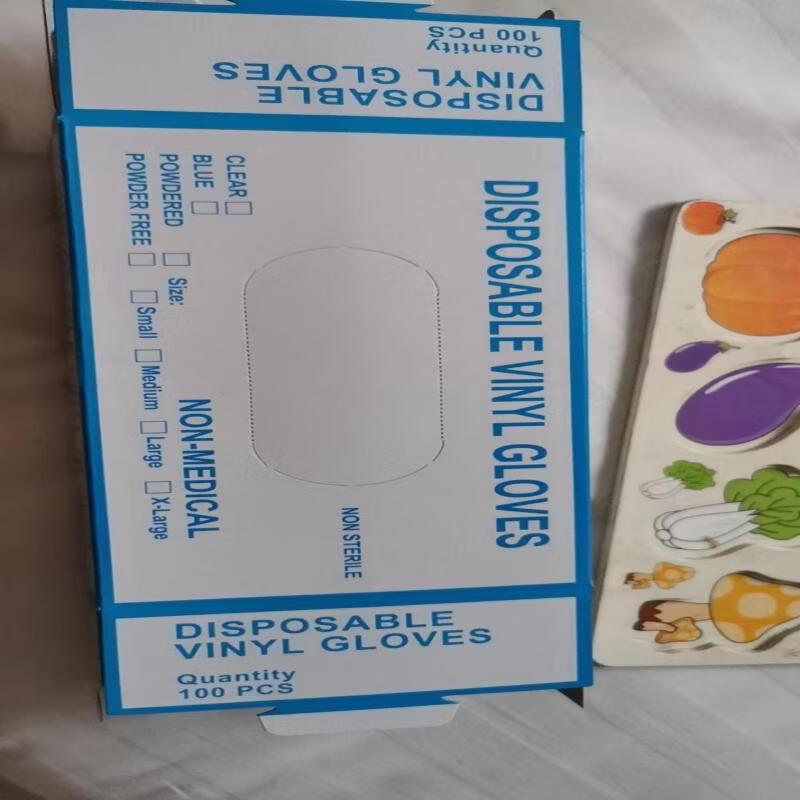 DISPOSABLE
VINYL GLOVES
Quantity
100 PCS
DISPOSABLE VINYL GLOVES
NON STERILE
CLEAR
BLUE
NON-MEDICAL
POWDERED Size:
POWDER FREE Small Medium Large X-Large
DISPOSABLE
VINYL GLOVES
Quantity
100 PCS